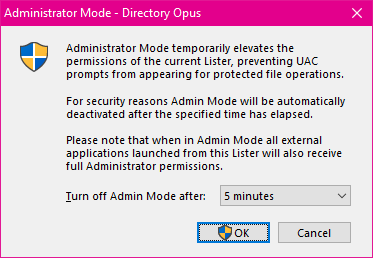 Administrator Mode - Directory Opus
Administrator Mode temporarily elevates the
permissions of the current Lister, preventing UAC
prompts from appearing for protected file operations.
For security reasons Admin Mode will be automatically
deactivated after the specified time has elapsed.
Please note that when in Admin Mode all external
applications launched from this Lister will also receive
full Administrator permissions.
Turn off Admin Mode after: 5 minutes
OK Cancel